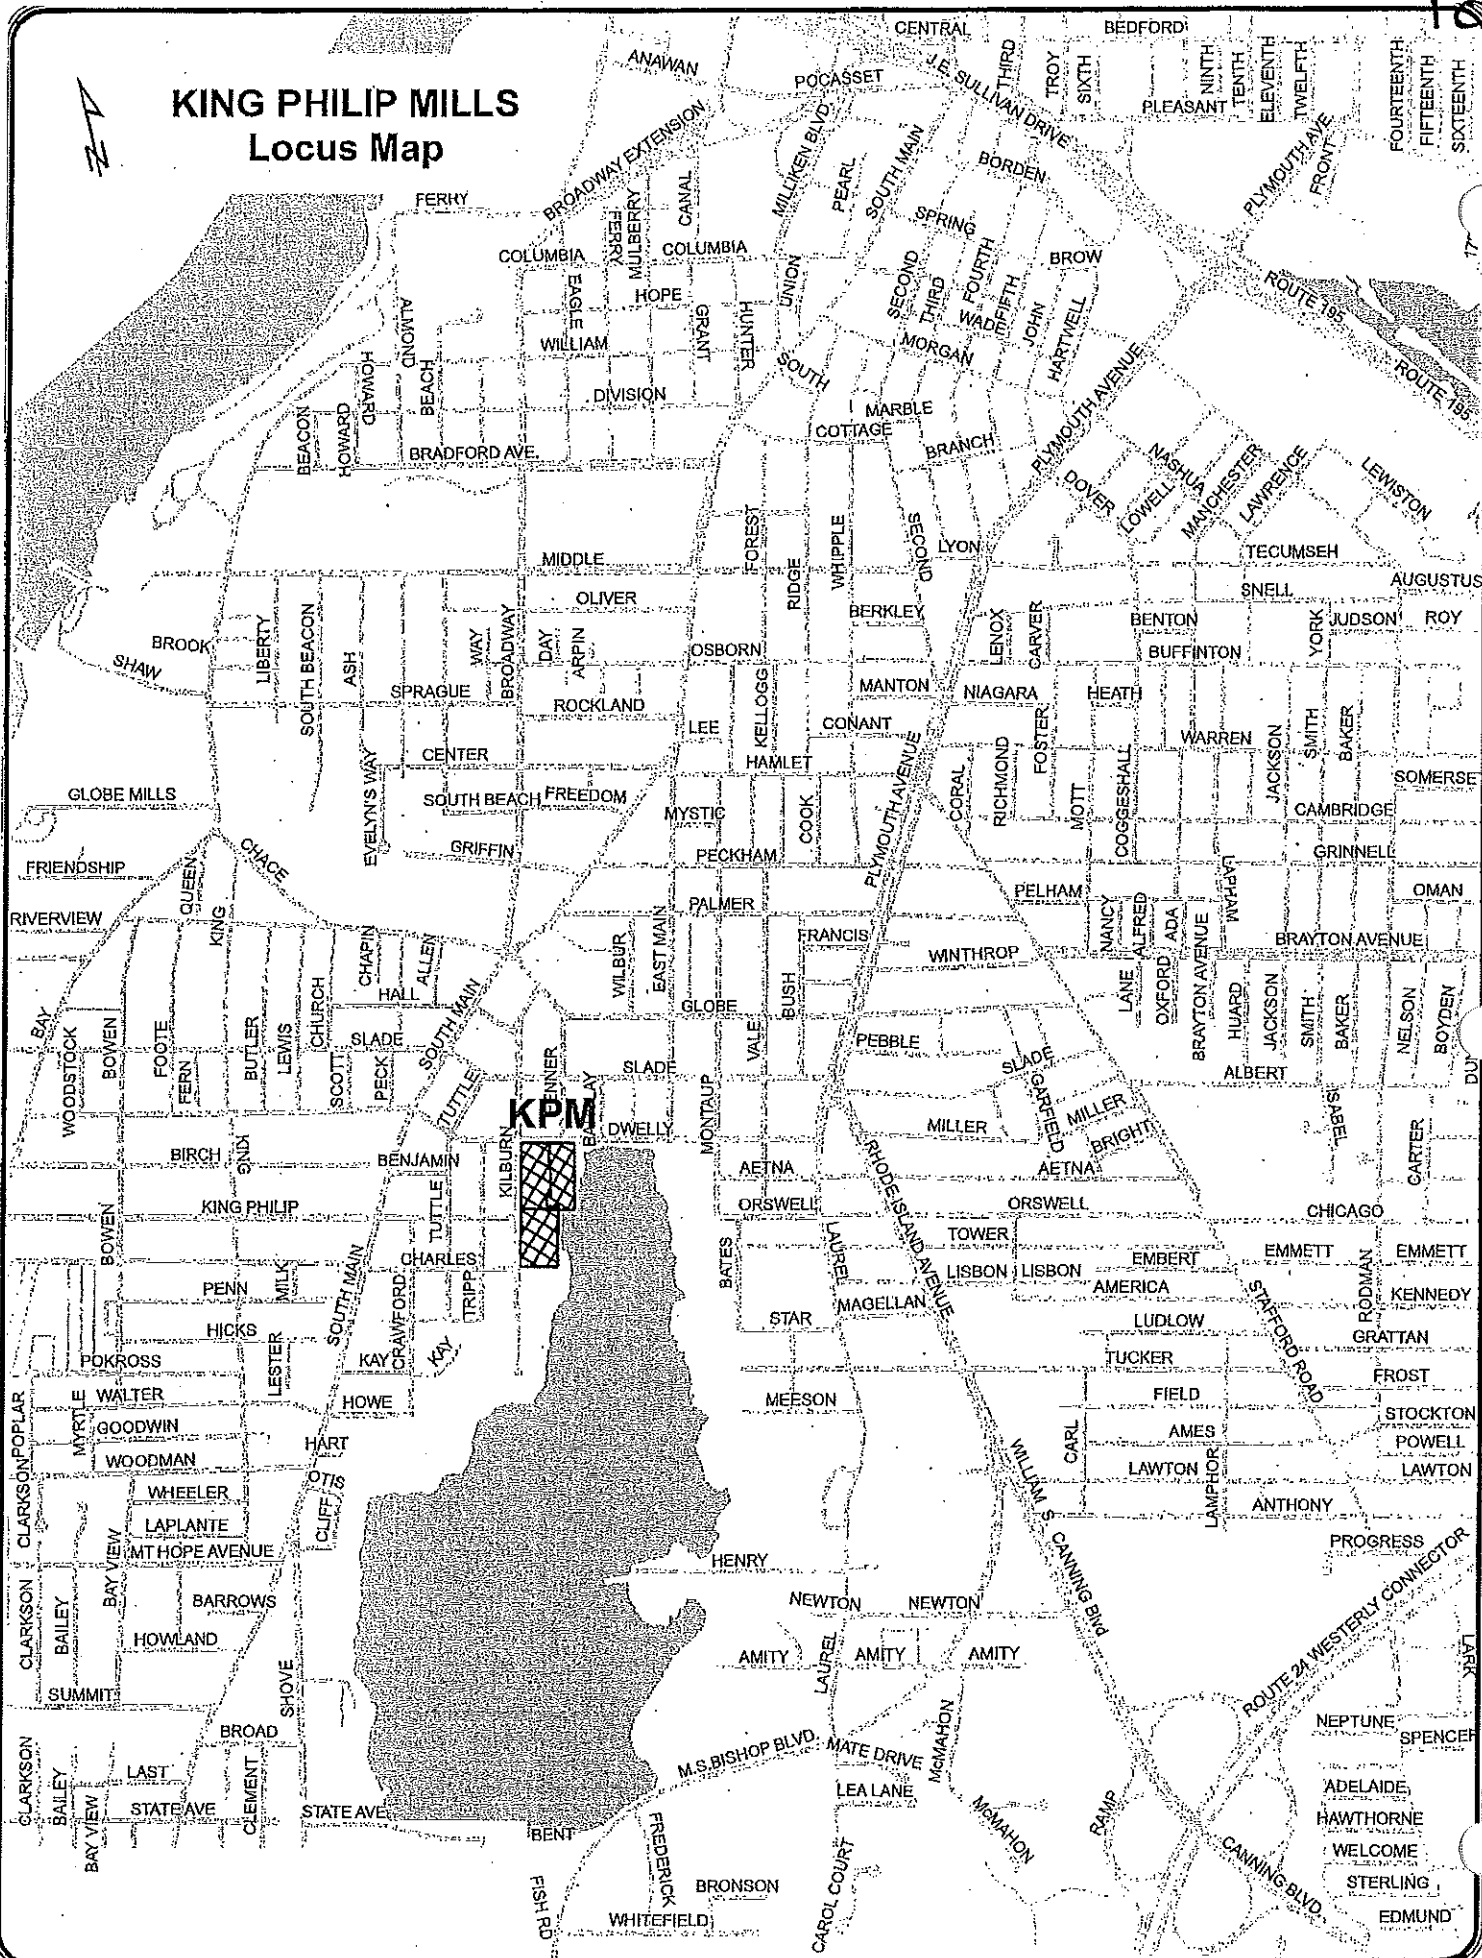 16
CENTRAL
BEDFORD
KING PHILIP MILLS
Locus Map
ANAWAN
POCASSET
J.E. SULLIVAN DRIVE
THIRD
TROY
SIXTH
PLEASANT
NINTH
TENTH
ELEVENTH
TWELFTH
FOURTEENTH
FIFTEENTH
SIXTEENTH
BROADWAY EXTENSION
MILLIKEN BLVD
PEARL
SOUTH MAIN
BORDEN
PLYMOUTH AVE
FRONT
FERRY
FERRY
MULBERRY
CANAL
SPRING
COLUMBIA
COLUMBIA
UNION
SECOND
THIRD
FOURTH
FIFTH
WADE
BROW
ROUTE 195
EAGLE
HOPE
GRANT
HUNTER
JOHN
HARTWELL
ALMOND
WILLIAM
MORGAN
HOWARD
BEACH
SOUTH
DIVISION
ROUTE 195
PLYMOUTH AVENUE
BEACON
HOWARD
MARBLE
COTTAGE
BRANCH
BRADFORD AVE.
DOVER
NASHUA
LOWELL
MANCHESTER
LAWRENCE
LEWISTON
MIDDLE
FOREST
RIDGE
WHIPPLE
SECOND
LYON
TECUMSEH
OLIVER
BERKLEY
SNELL
AUGUSTUS
BROOK
SHAW
LIBERTY
SOUTH BEACON
ASH
WAY
BROADWAY
DAY
ARPIN
OSBORN
LENOX
CARVER
BENTON
YORK
JUDSON
ROY
BUFFINTON
SPRAGUE
ROCKLAND
KELLOGG
MANTON
NIAGARA
HEATH
LEE
CONANT
FOSTER
WARREN
JACKSON
SMITH
BAKER
CENTER
HAMLET
PLYMOUTH AVENUE
CORAL
RICHMOND
MOTT
COGGESHALL
SOMERSE
GLOBE MILLS
EVELYN'S WAY
SOUTH BEACH
FREEDOM
MYSTIC
COOK
CAMBRIDGE
CHACE
GRIFFIN
PECKHAM
GRINNELL
FRIENDSHIP
QUEEN
KING
PALMER
PELHAM
LAPHAM
OMAN
RIVERVIEW
CHAPIN
ALLEN
WILBUR
EAST MAIN
FRANCIS
NANCY
ALFRED
ADA
BRAYTON AVENUE
BRAYTON AVENUE
WINTHROP
HALL
GLOBE
BUSH
LANE
OXFORD
HUARD
JACKSON
SMITH
BAKER
NELSON
BOYDEN
BAY
WOODSTOCK
BOWEN
FOOTE
FERN
BUTLER
LEWIS
CHURCH
SLADE
SCOTT
PECK
SOUTH MAIN
TUTTLE
SLADE
VALE
PEBBLE
SLADE
GARFIELD
ALBERT
KPM
DWELLY
MONTAUP
MILLER
MILLER
BRIGHT
ISABEL
CARTER
BIRCH
KING
BENJAMIN
KILBURN
AETNA
RHODE ISLAND AVENUE
AETNA
KING PHILIP
TUTTLE
ORSWELL
ORSWELL
CHICAGO
BOWEN
CHARLES
BATES
LAUREL
TOWER
EMBERT
EMMETT
EMMETT
PENN
MILK
SOUTH MAIN
CRAWFORD
TRIPP
LISBON
LISBON
AMERICA
RODMAN
KENNEDY
HICKS
STAR
MAGELLAN
LUDLOW
STAFFORD ROAD
GRATTAN
POKROSS
LESTER
KAY
KAY
TUCKER
FROST
POPLAR
MYRTLE
WALTER
HOWE
MEESON
FIELD
STOCKTON
GOODWIN
HART
CARL
AMES
POWELL
WOODMAN
OTIS
WILLIAM S. CANNING Blvd
LAWTON
LAMPHOR
LAWTON
CLARKSON
WHEELER
CLIFF
ANTHONY
LAPLANTE
PROGRESS
BAY VIEW
MT HOPE AVENUE
HENRY
CLARKSON
BAILEY
BARROWS
NEWTON
NEWTON
ROUTE 24 WESTERLY CONNECTOR
HOWLAND
AMITY
LAUREL
AMITY
AMITY
LARK
SUMMIT
SHOVE
BROAD
McMAHON
NEPTUNE
SPENCER
CLARKSON
BAILEY
LAST
BAY VIEW
STATE AVE
CLEMENT
STATE AVE
M.S.BISHOP BLVD.
MATE DRIVE
LEA LANE
McMAHON
RAMP
ADELAIDE
HAWTHORNE
BENT
FREDERICK
CAROL COURT
CANNING BLVD.
WELCOME
FISH RD
BRONSON
STERLING
WHITEFIELD
EDMUND